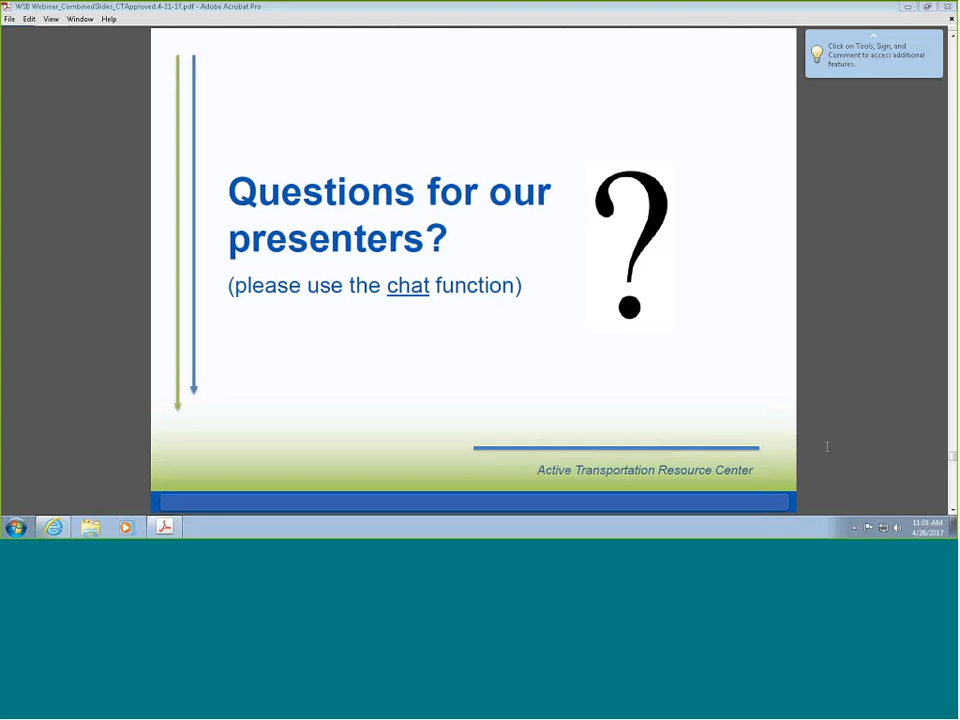 WSB Webinar_CombinedSlides_CTApproved.4-21-17.pdf - Adobe Acrobat Pro
File Edit View Window Help
Click on Tools, Sign, and
Comment to access additional
features.
Questions for our
presenters?
(please use the chat function)
?
Active Transportation Resource Center
11:01 AM
4/26/2017